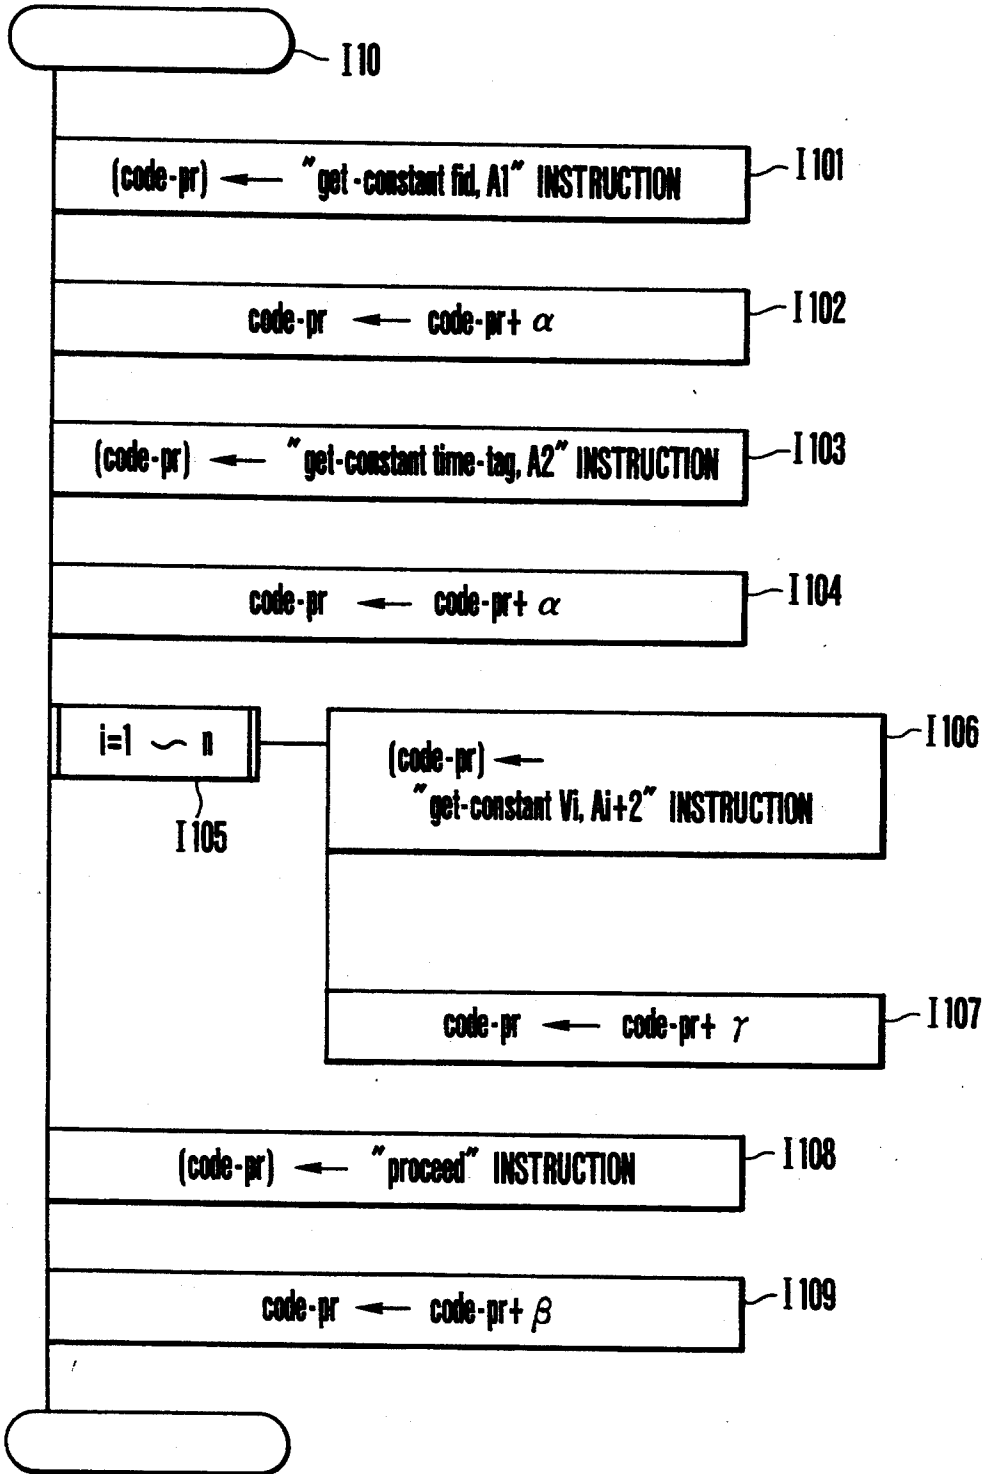 I10
(code-pr) ← "get-constant fid, A1" INSTRUCTION
I101
code-pr ← code-pr+ α
I102
(code-pr) ← "get-constant time-tag, A2" INSTRUCTION
I103
code-pr ← code-pr+ α
I104
i=1 ∼ n
I105
(code-pr) ←
"get-constant Vi, Ai+2" INSTRUCTION
I106
code-pr ← code-pr+ γ
I107
(code-pr) ← "proceed" INSTRUCTION
I108
code-pr ← code-pr+ β
I109